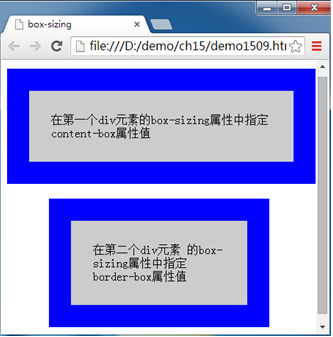 box-sizing
file:///D:/demo/ch15/demo1509.htm
在第一个div元素的box-sizing属性中指定
content-box属性值
在第二个div元素 的box-
sizing属性中指定
border-box属性值